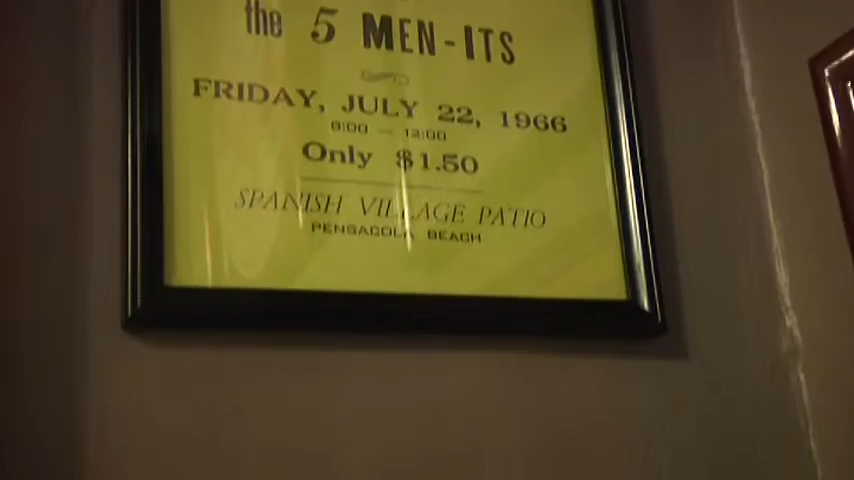 the 5 MEN-ITS
FRIDAY, JULY 22, 1966
8:00 — 12:00
Only $1.50
SPANISH VILLAGE PATIO
PENSACOLA BEACH